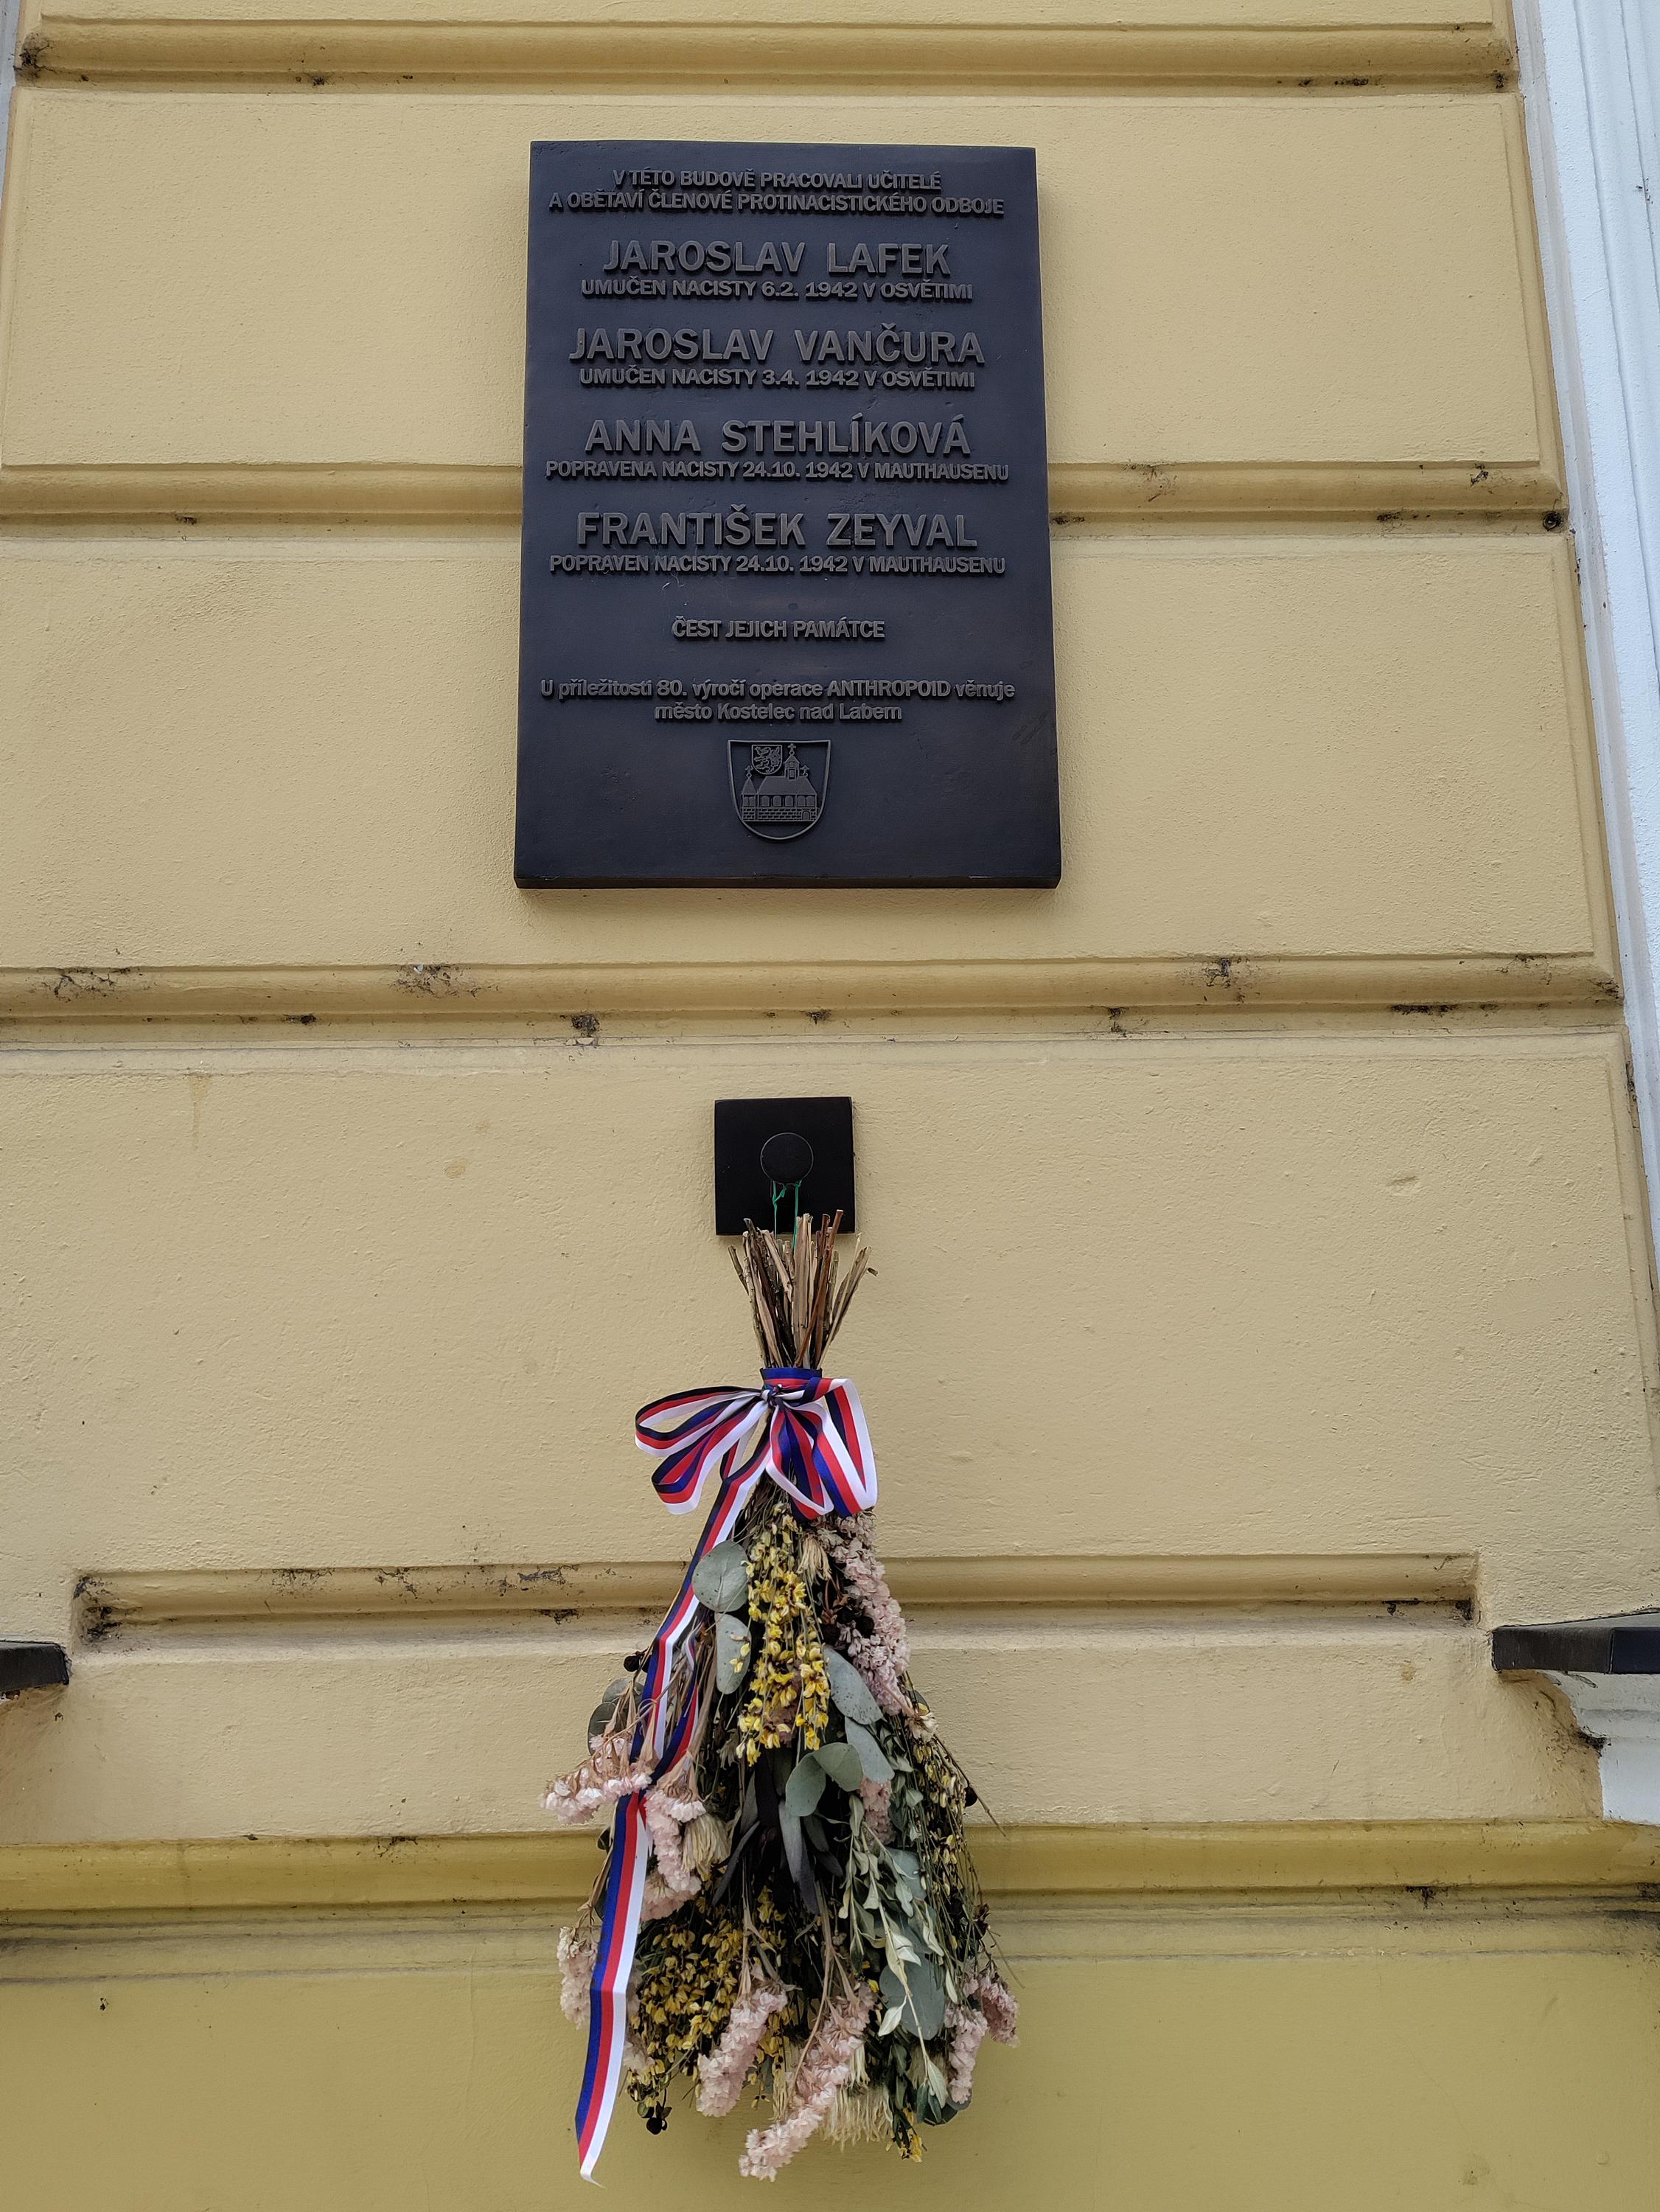 V TÉTO BUDOVĚ PRACOVALI UČITELÉ
A OBĚTAVÍ ČLENOVÉ PROTINACISTICKÉHO ODBOJE
JAROSLAV LAFEK
UMUČEN NACISTY 6.2. 1942 V OSVĚTIMI
JAROSLAV VANČURA
UMUČEN NACISTY 3.4. 1942 V OSVĚTIMI
ANNA STEHLÍKOVÁ
POPRAVENA NACISTY 24.10. 1942 V MAUTHAUSENU
FRANTIŠEK ZEYVAL
POPRAVEN NACISTY 24.10. 1942 V MAUTHAUSENU
ČEST JEJICH PAMÁTCE
U příležitosti 80. výročí operace ANTHROPOID věnuje
město Kostelec nad Labem